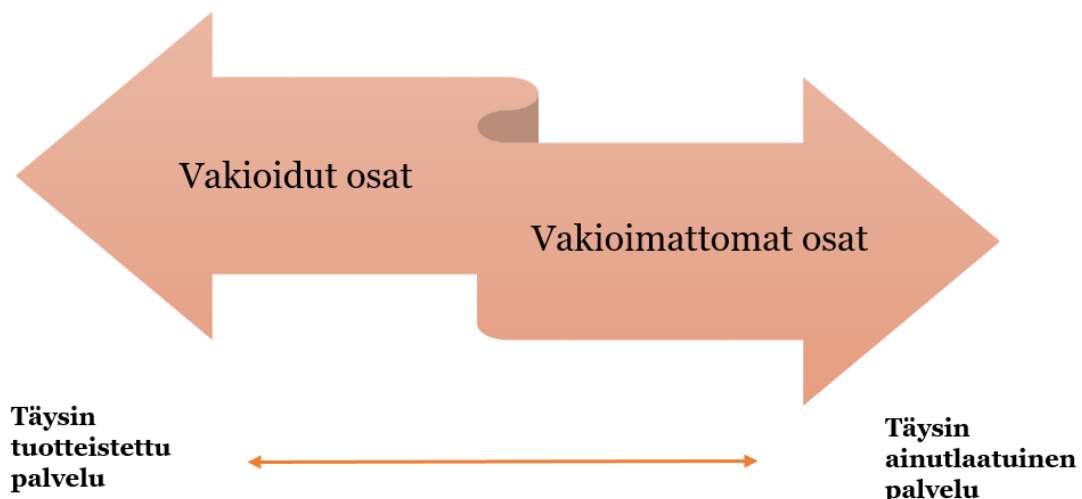 Vakioidut osat
Vakioimattomat osat
Täysin
tuotteistettu
palvelu
Täysin
ainutlaatuinen
palvelu